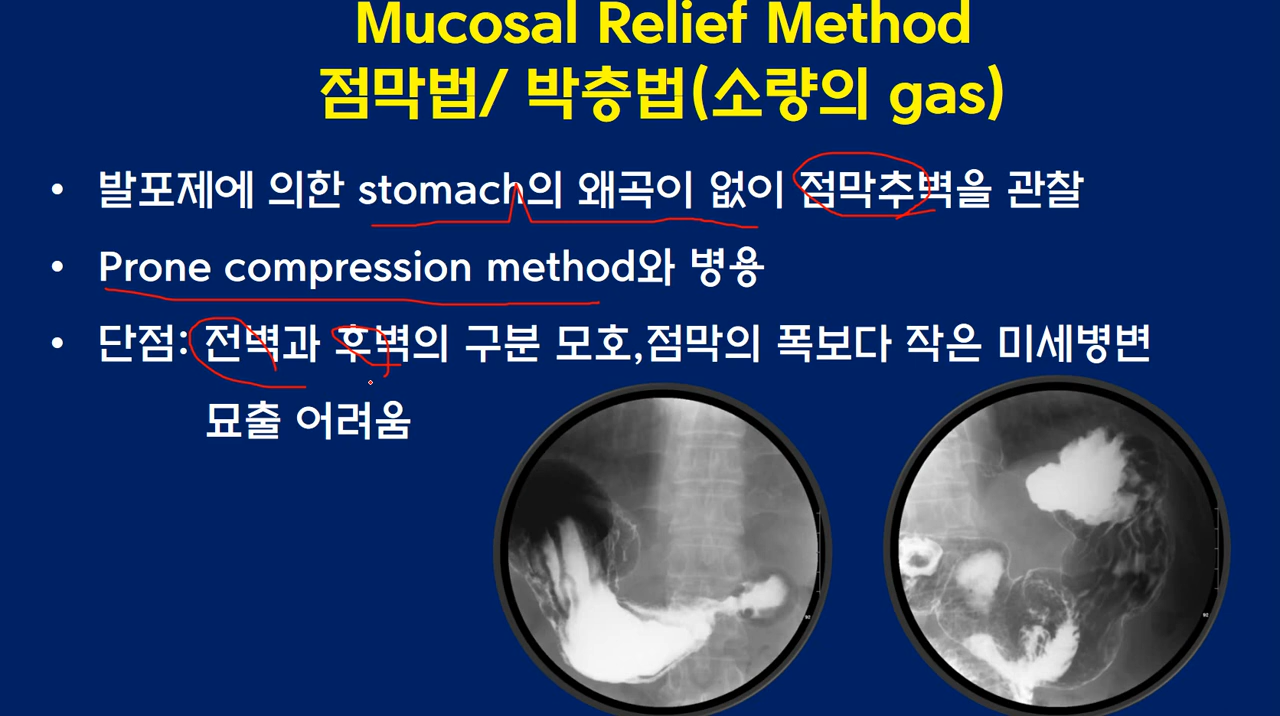 Mucosal Relief Method
점막법/ 박층법(소량의 gas)
• 발포제에 의한 stomach의 왜곡이 없이 점막추벽을 관찰
• Prone compression method와 병용
• 단점: 전벽과 후벽의 구분 모호,점막의 폭보다 작은 미세병변
묘출 어려움